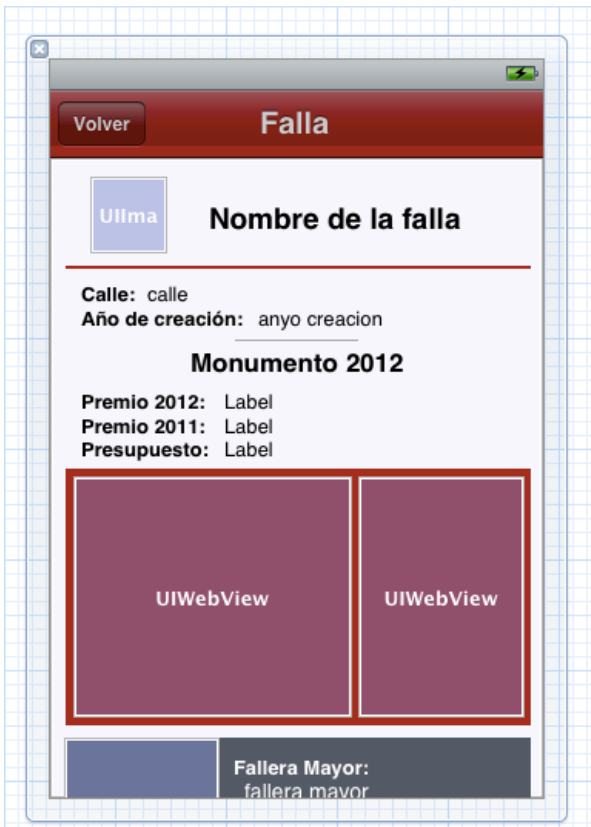 Volver
Falla
UIIma
Nombre de la falla
Calle: calle
Año de creación: anyo creacion
Monumento 2012
Premio 2012: Label
Premio 2011: Label
Presupuesto: Label
UIWebView
UIWebView
Fallera Mayor:
fallera mayor